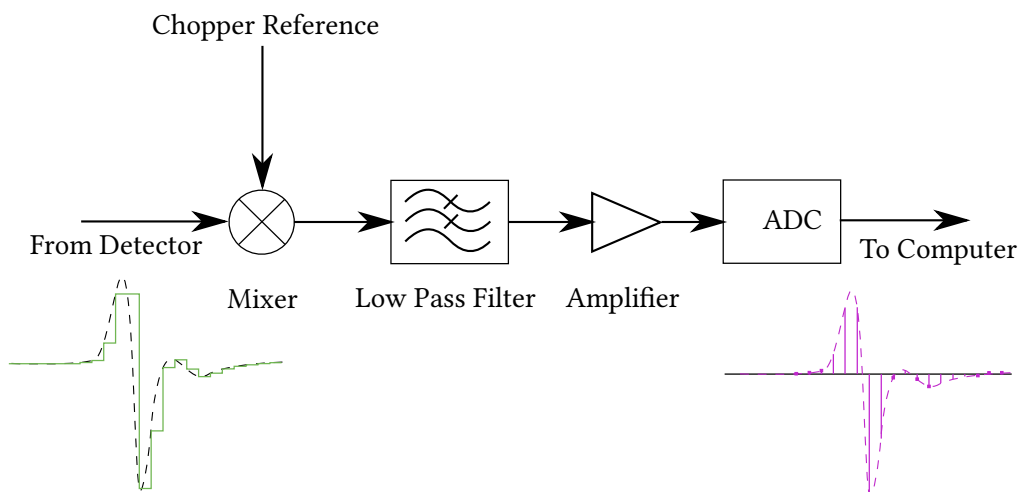 Chopper Reference
ADC
From Detector
To Computer
Mixer
Low Pass Filter
Amplifier